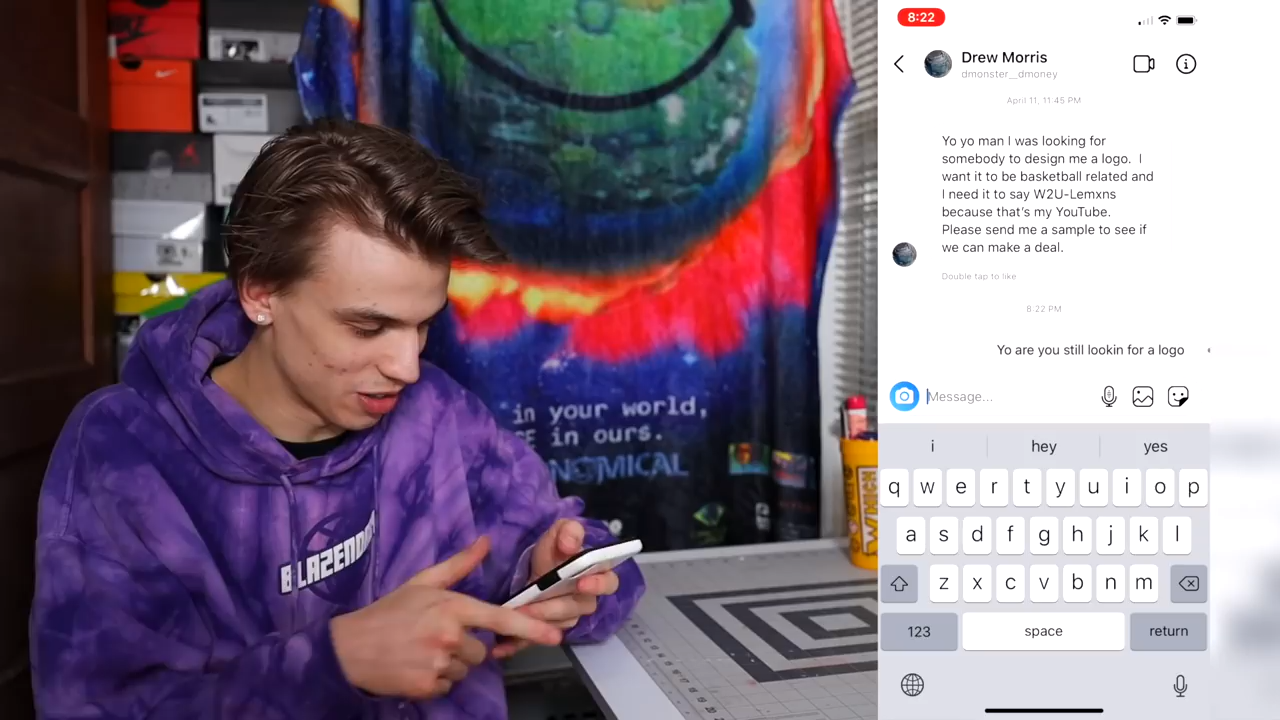 8:22
Drew Morris
dmonster__dmoney
April 11, 11:45 PM
Yo yo man I was looking for
somebody to design me a logo. I
want it to be basketball related and
I need it to say W2U-Lemxns
because that's my YouTube.
Please send me a sample to see if
we can make a deal.
Double tap to like
8:22 PM
Yo are you still lookin for a logo
Message...
i hey yes
q w e r t y u i o p
a s d f g h j k l
z x c v b n m
123 space return
in your world,
in ours.